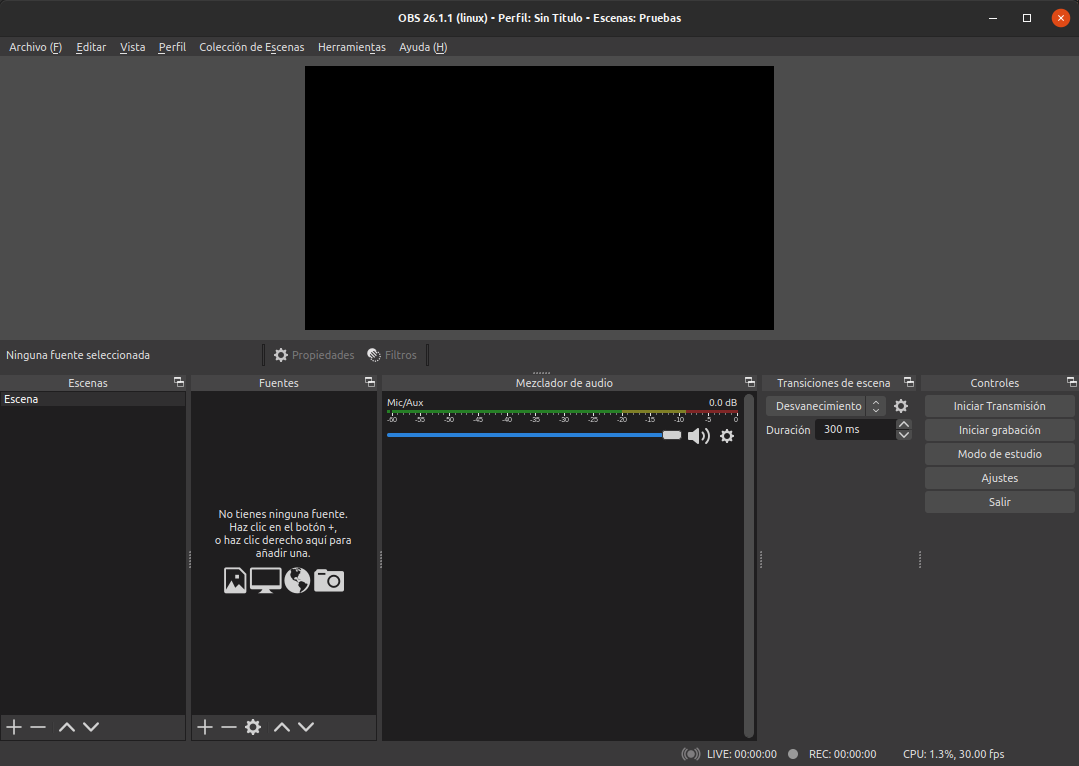 OBS 26.1.1 (linux) - Perfil: Sin Título - Escenas: Pruebas
Archivo (F) Editar Vista Perfil Colección de Escenas Herramientas Ayuda (H)
Ninguna fuente seleccionada Propiedades Filtros
Escenas Fuentes Mezclador de audio Transiciones de escena Controles
Escena
No tienes ninguna fuente.
Haz clic en el botón +,
o haz clic derecho aquí para
añadir una.
Mic/Aux 0.0 dB
-60 -55 -50 -45 -40 -35 -30 -25 -20 -15 -10 -5 0
Desvanecimiento
Duración 300 ms
Iniciar Transmisión
Iniciar grabación
Modo de estudio
Ajustes
Salir
LIVE: 00:00:00 REC: 00:00:00 CPU: 1.3%, 30.00 fps